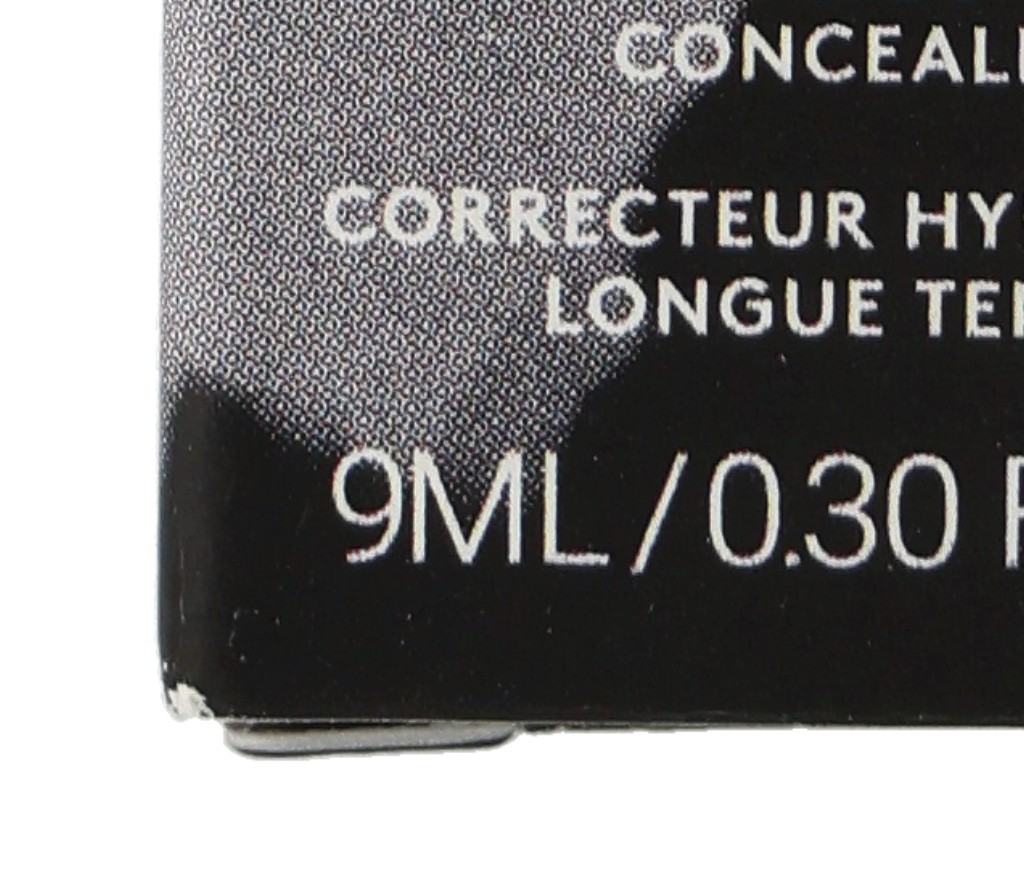 CONCEAL
CORRECTEUR HY
LONGUE TE
9ML / 0.30